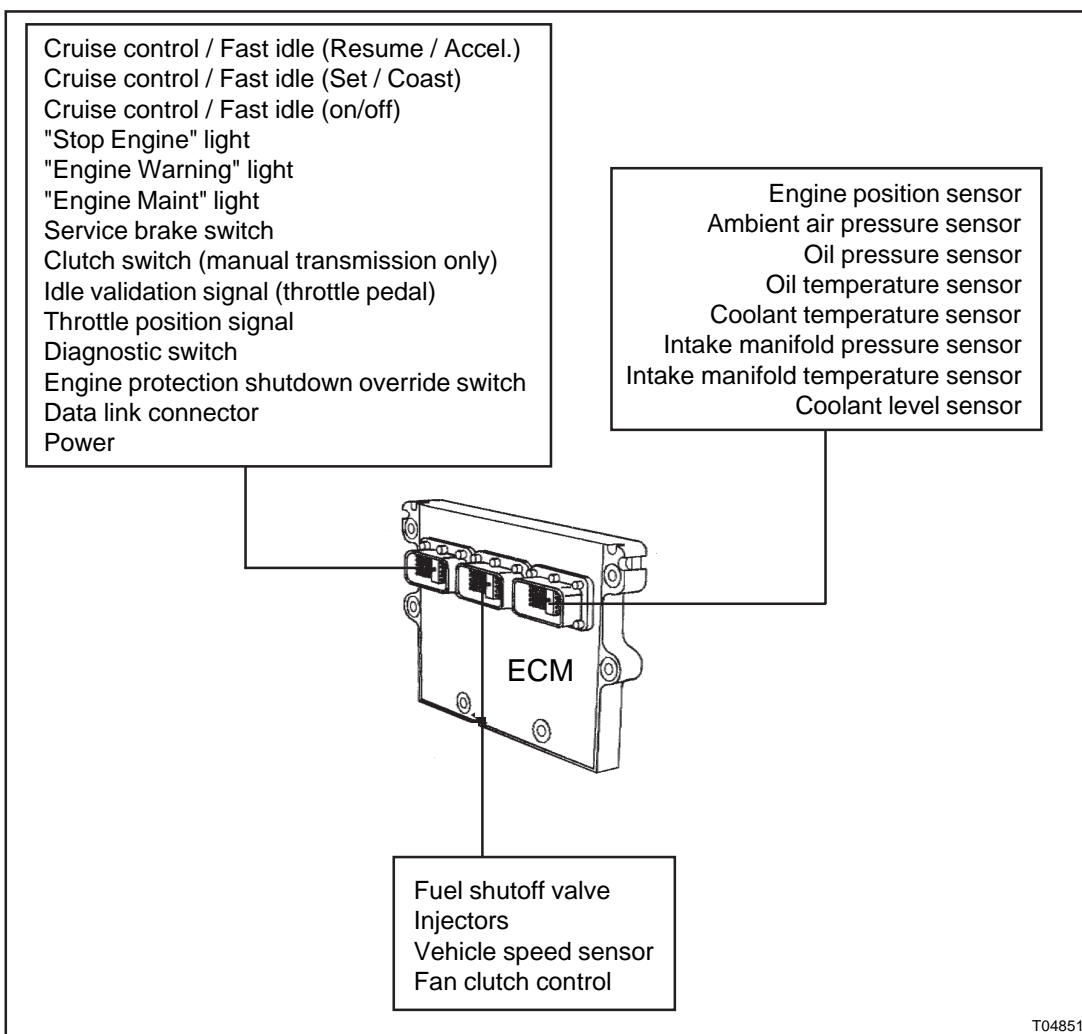 Cruise control / Fast idle (Resume / Accel.)
Cruise control / Fast idle (Set / Coast)
Cruise control / Fast idle (on/off)
"Stop Engine" light
"Engine Warning" light
"Engine Maint" light
Service brake switch
Clutch switch (manual transmission only)
Idle validation signal (throttle pedal)
Throttle position signal
Diagnostic switch
Engine protection shutdown override switch
Data link connector
Power
Engine position sensor
Ambient air pressure sensor
Oil pressure sensor
Oil temperature sensor
Coolant temperature sensor
Intake manifold pressure sensor
Intake manifold temperature sensor
Coolant level sensor
ECM
Fuel shutoff valve
Injectors
Vehicle speed sensor
Fan clutch control
T04851